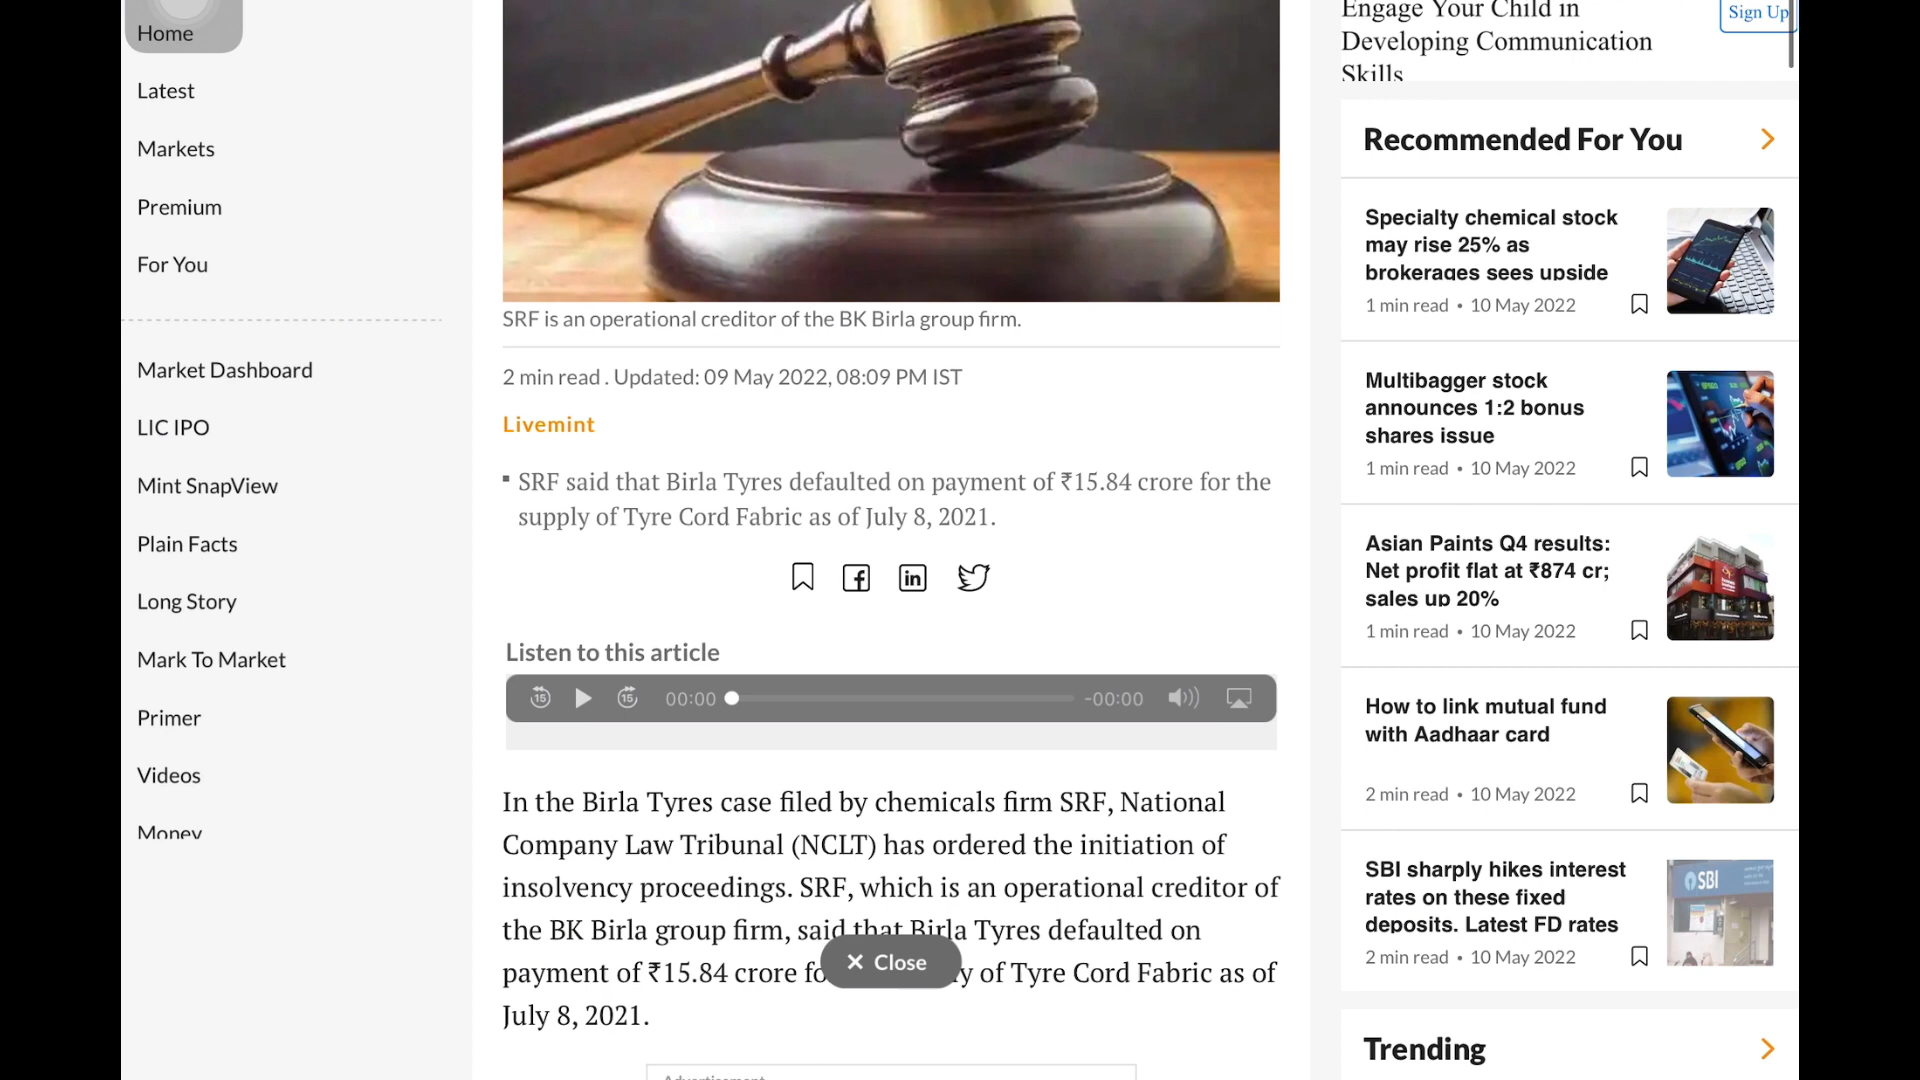 Home
Latest
Markets
Premium
For You
Market Dashboard
LIC IPO
Mint SnapView
Plain Facts
Long Story
Mark To Market
Primer
Videos
Money
SRF is an operational creditor of the BK Birla group firm.
2 min read . Updated: 09 May 2022, 08:09 PM IST
Livemint
▪ SRF said that Birla Tyres defaulted on payment of ₹15.84 crore for the
supply of Tyre Cord Fabric as of July 8, 2021.
Listen to this article
15 15 00:00 -00:00
In the Birla Tyres case filed by chemicals firm SRF, National
Company Law Tribunal (NCLT) has ordered the initiation of
insolvency proceedings. SRF, which is an operational creditor of
the BK Birla group firm, said that Birla Tyres defaulted on
payment of ₹15.84 crore fo y of Tyre Cord Fabric as of
× Close
July 8, 2021.
Advertisement
Engage Your Child in
Developing Communication
Skills
Sign Up
Recommended For You
Specialty chemical stock
may rise 25% as
brokerages sees upside
1 min read • 10 May 2022
Multibagger stock
announces 1:2 bonus
shares issue
1 min read • 10 May 2022
Asian Paints Q4 results:
Net profit flat at ₹874 cr;
sales up 20%
1 min read • 10 May 2022
How to link mutual fund
with Aadhaar card
2 min read • 10 May 2022
SBI sharply hikes interest
rates on these fixed
deposits. Latest FD rates
2 min read • 10 May 2022
SBI
Trending